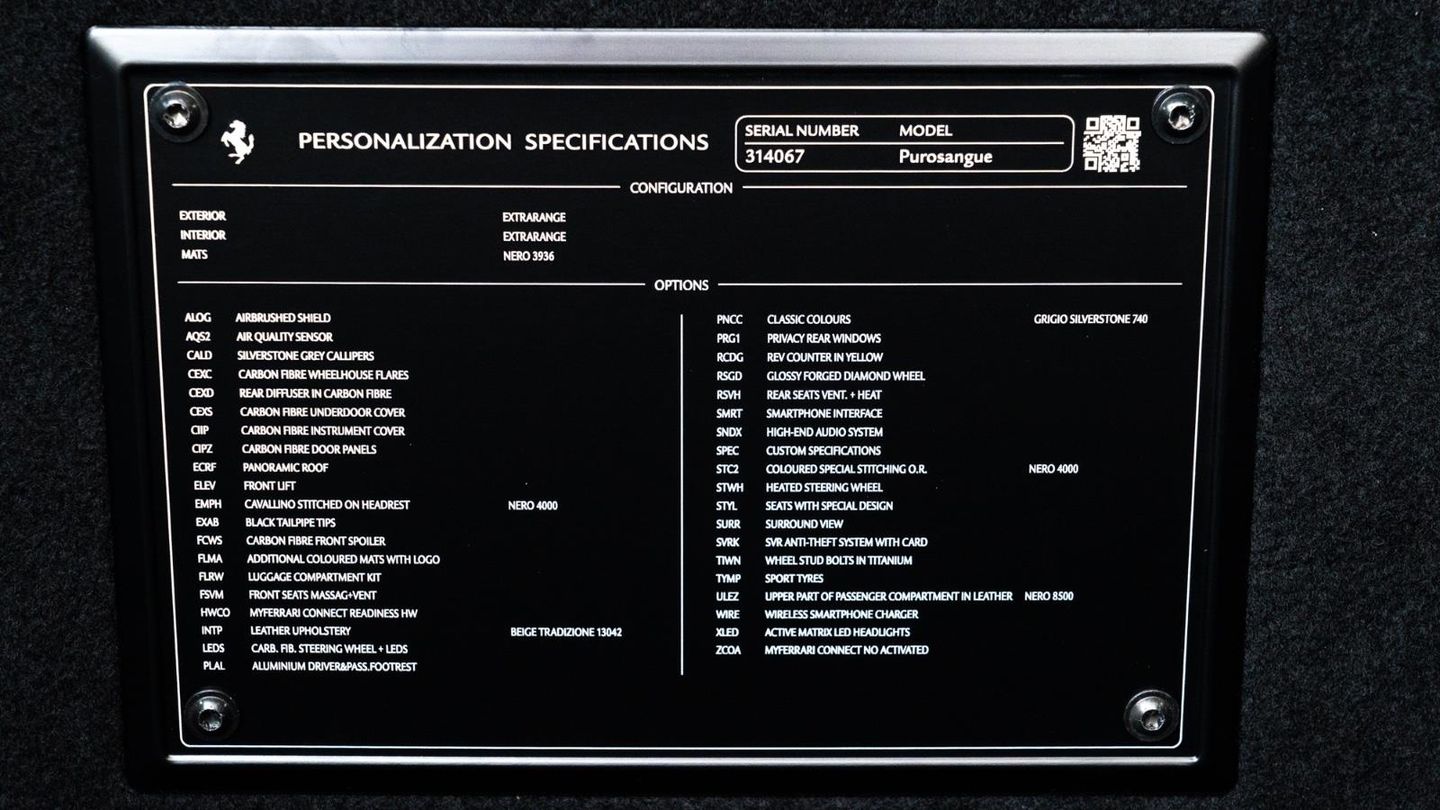 PERSONALIZATION SPECIFICATIONS
SERIAL NUMBER MODEL
314067 Purosangue
CONFIGURATION
EXTERIOR EXTRARANGE
INTERIOR EXTRARANGE
MATS NERO 3936
OPTIONS
ALOG AIRBRUSHED SHIELD
AQS2 AIR QUALITY SENSOR
CALD SILVERSTONE GREY CALLIPERS
CEXC CARBON FIBRE WHEELHOUSE FLARES
CEXD REAR DIFFUSER IN CARBON FIBRE
CEXS CARBON FIBRE UNDERDOOR COVER
CIIP CARBON FIBRE INSTRUMENT COVER
CIPZ CARBON FIBRE DOOR PANELS
ECRF PANORAMIC ROOF
ELEV FRONT LIFT
EMPH CAVALLINO STITCHED ON HEADREST NERO 4000
EXAB BLACK TAILPIPE TIPS
FCWS CARBON FIBRE FRONT SPOILER
FLMA ADDITIONAL COLOURED MATS WITH LOGO
FLRW LUGGAGE COMPARTMENT KIT
FSVM FRONT SEATS MASSAG+VENT
HWCO MYFERRARI CONNECT READINESS HW
INTP LEATHER UPHOLSTERY BEIGE TRADIZIONE 13042
LEDS CARB. FIB. STEERING WHEEL + LEDS
PLAL ALUMINIUM DRIVER&PASS.FOOTREST
PNCC CLASSIC COLOURS GRIGIO SILVERSTONE 740
PRG1 PRIVACY REAR WINDOWS
RCDG REV COUNTER IN YELLOW
RSGD GLOSSY FORGED DIAMOND WHEEL
RSVH REAR SEATS VENT. + HEAT
SMRT SMARTPHONE INTERFACE
SNDX HIGH-END AUDIO SYSTEM
SPEC CUSTOM SPECIFICATIONS
STC2 COLOURED SPECIAL STITCHING O.R. NERO 4000
STWH HEATED STEERING WHEEL
STYL SEATS WITH SPECIAL DESIGN
SURR SURROUND VIEW
SVRK SVR ANTI-THEFT SYSTEM WITH CARD
TIWN WHEEL STUD BOLTS IN TITANIUM
TYMP SPORT TYRES
ULEZ UPPER PART OF PASSENGER COMPARTMENT IN LEATHER NERO 8500
WIRE WIRELESS SMARTPHONE CHARGER
XLED ACTIVE MATRIX LED HEADLIGHTS
ZCOA MYFERRARI CONNECT NO ACTIVATED